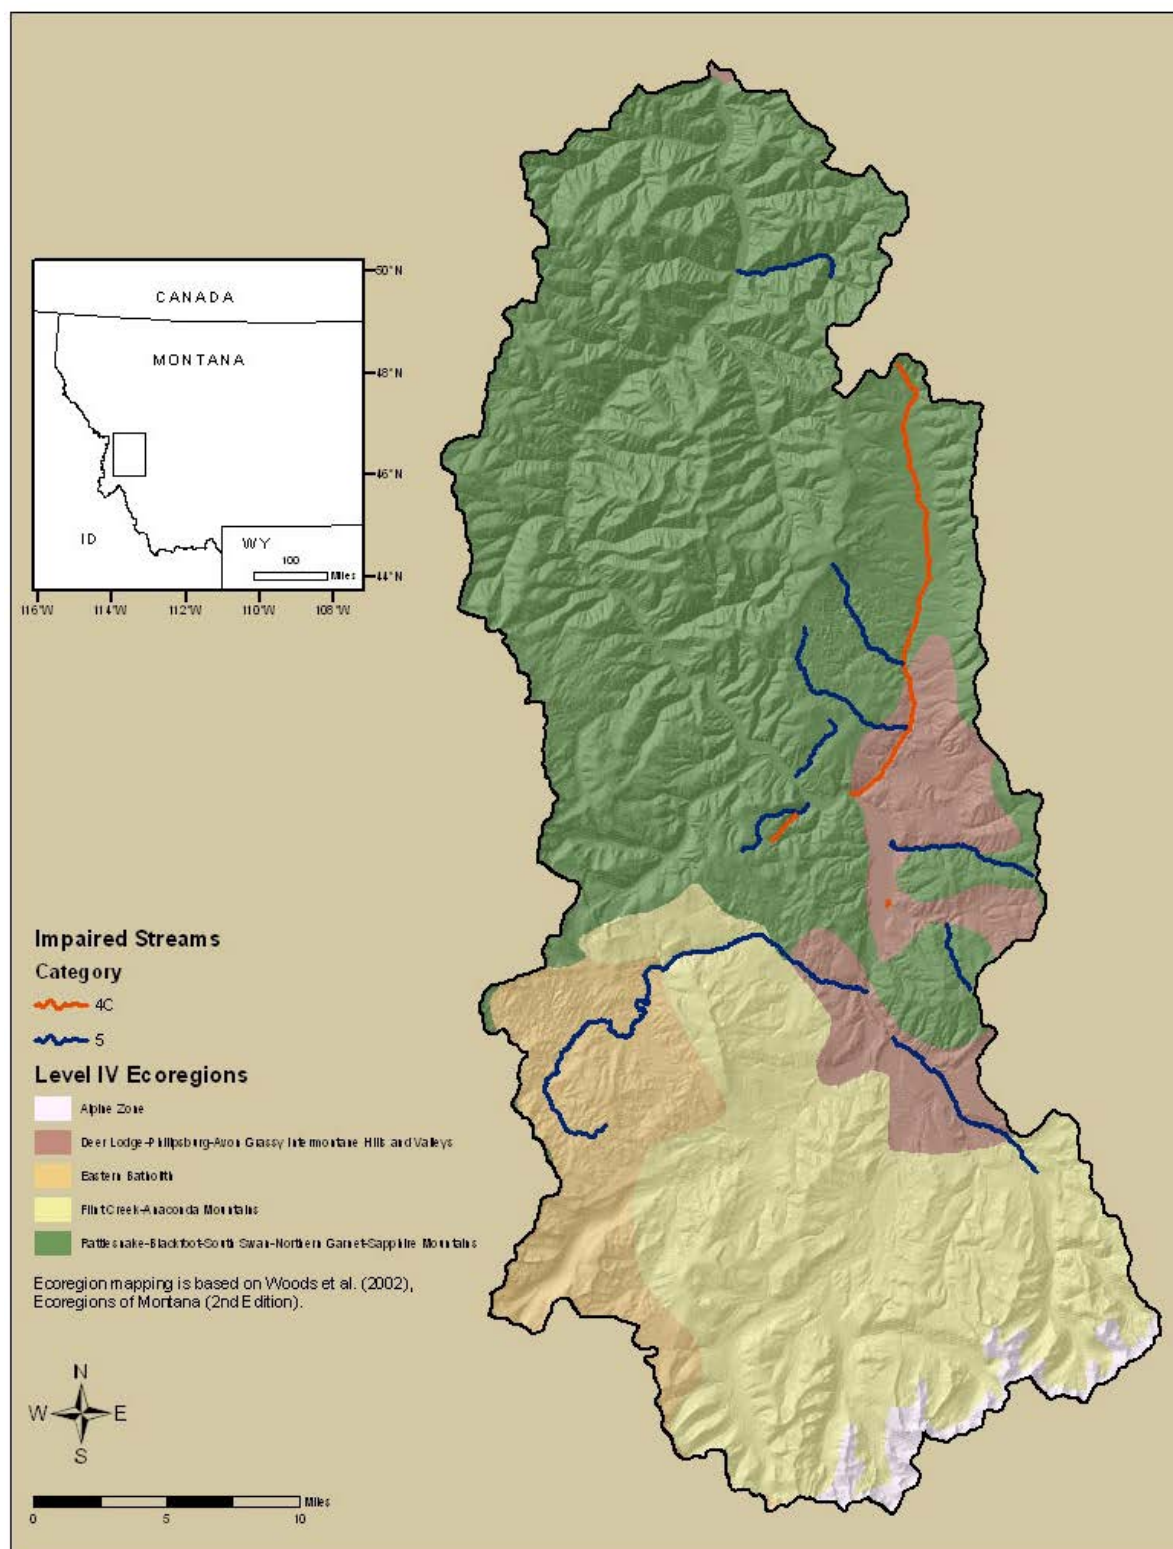 CANADA
MONTANA
ID
WY
100
Miles
50°N
48°N
46°N
44°N
116°W
114°W
112°W
110°W
108°W
Impaired Streams
Category
4C
5
Level IV Ecoregions
Alpine Zone
Deer Lodge-Philipsburg-Avon Grassy Intermontane Hills and Valleys
Eastern Batholith
Flint Creek-Anaconda Mountains
Rattlesnake-Blackfoot-South Swan-Northern Garnet-Sapphire Mountains
Ecoregion mapping is based on Woods et al. (2002),
Ecoregions of Montana (2nd Edition).
N
W
E
S
Miles
0
5
10